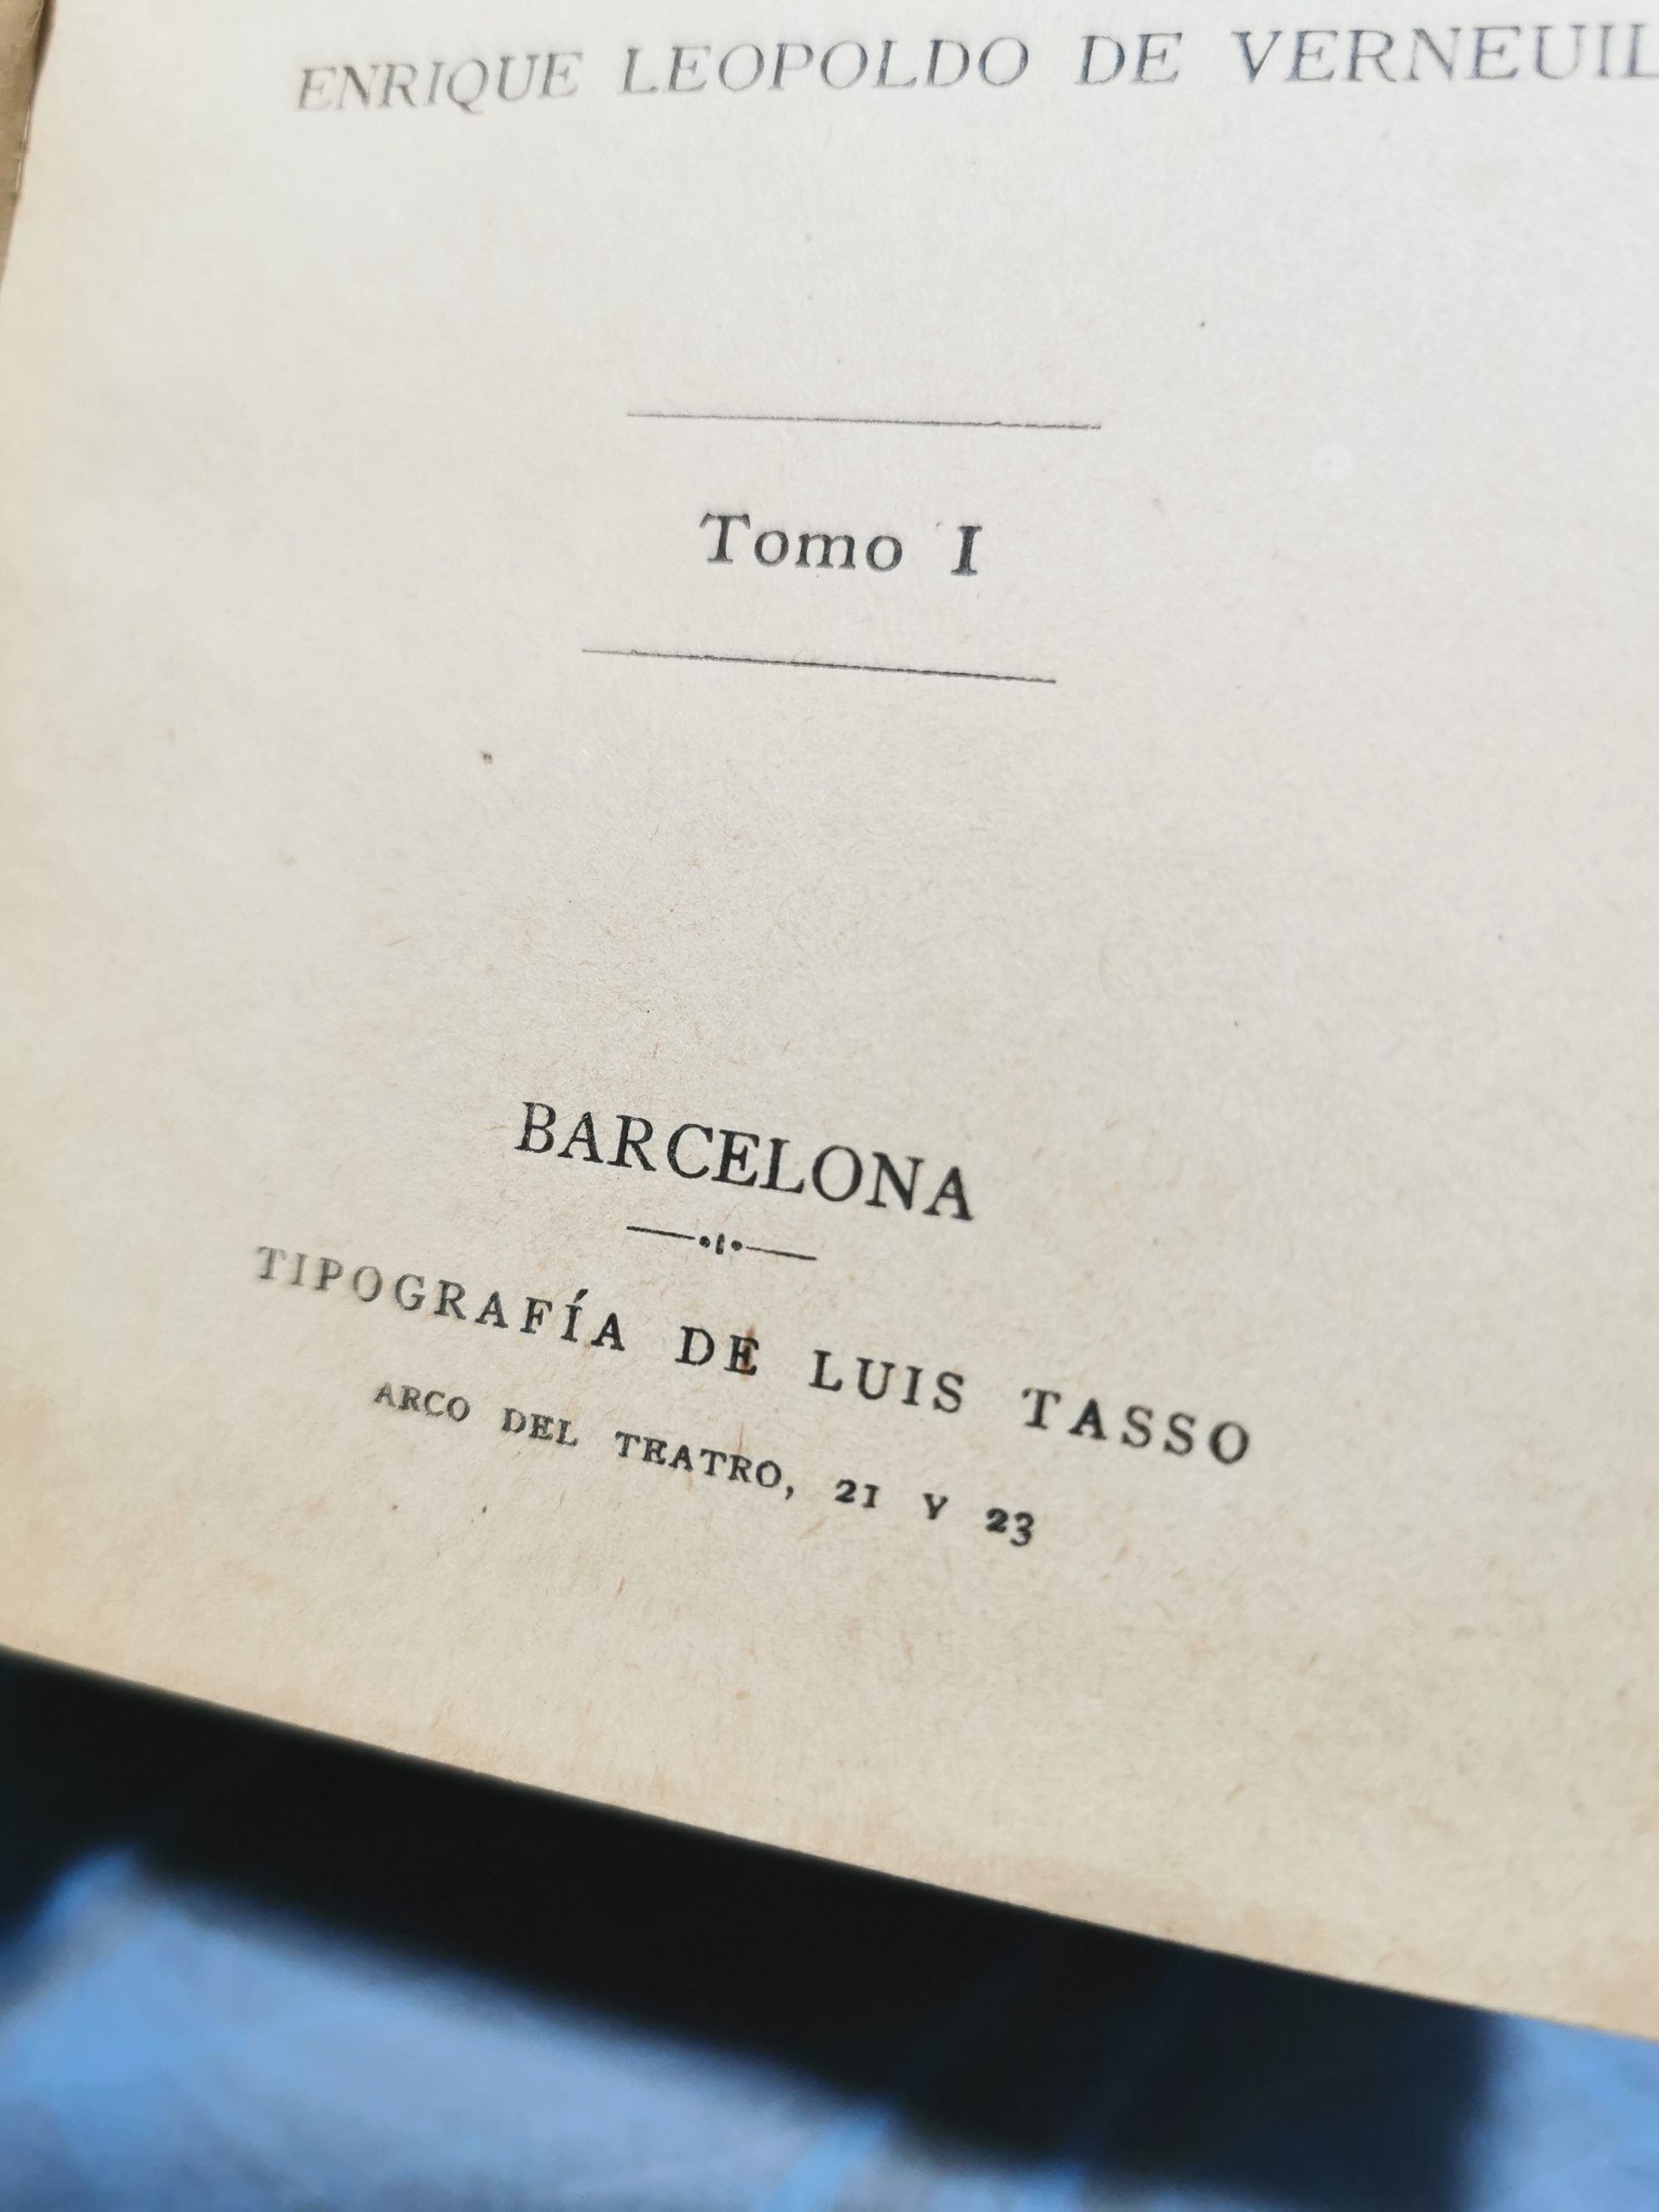 ENRIQUE LEOPOLDO DE VERNEUIL
Tomo I
BARCELONA
TIPOGRAFÍA DE LUIS TASSO
ARCO DEL TEATRO, 21 Y 23